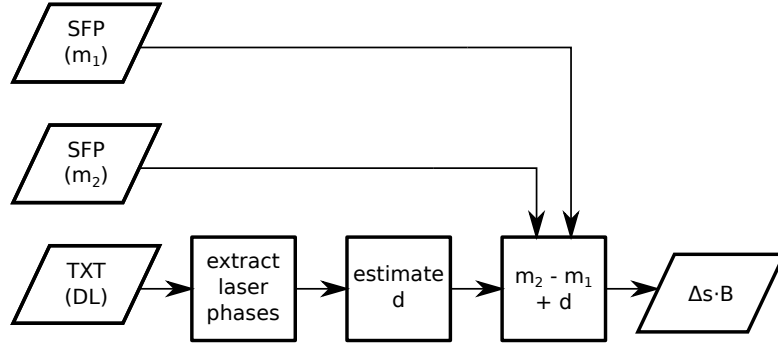 SFP
(m₁)
SFP
(m₂)
TXT
(DL)
extract
laser
phases
estimate
d
m₂ - m₁
+ d
Δs·B